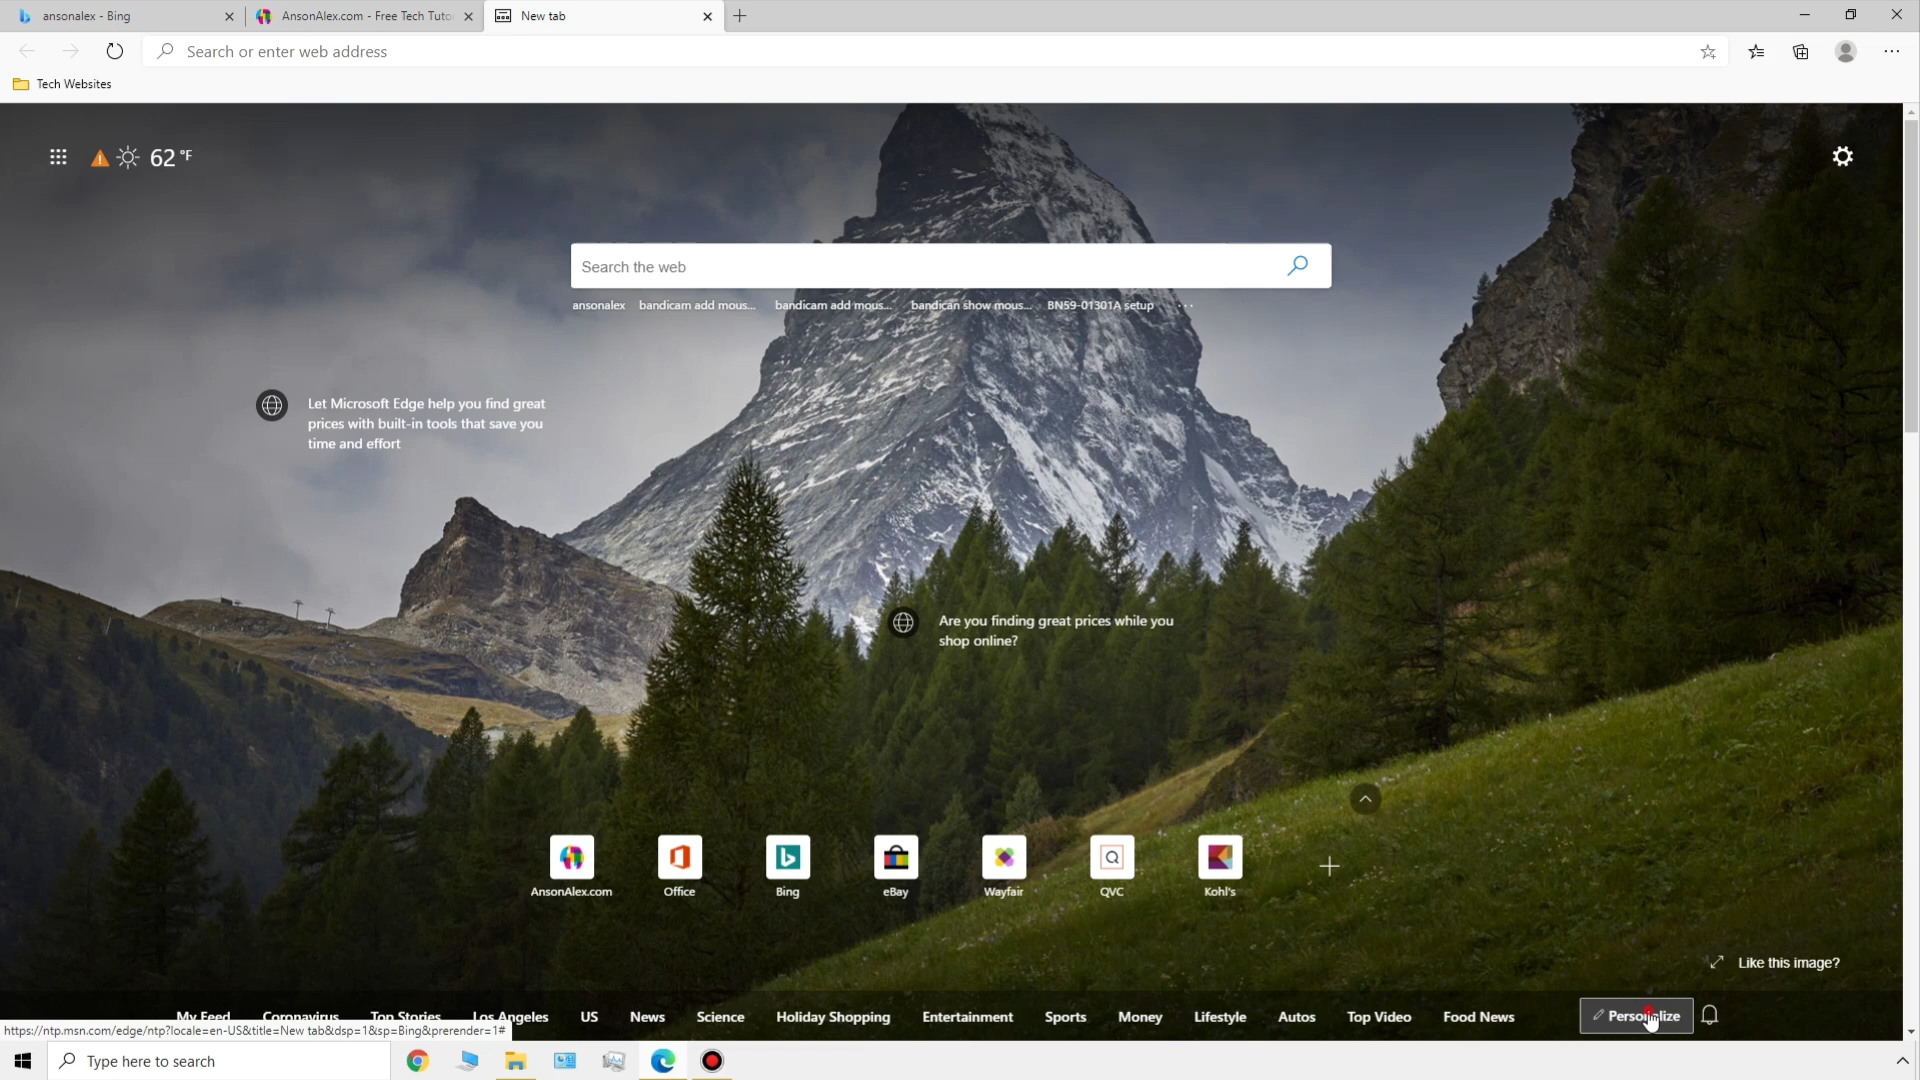 ansonalex - Bing
AnsonAlex.com - Free Tech Tuto
New tab
Search or enter web address
Tech Websites
62 °F
Search the web
ansonalex bandicam add mous... bandicam add mous... bandican show mous... BN59-01301A setup ...
Let Microsoft Edge help you find great
prices with built-in tools that save you
time and effort
Are you finding great prices while you
shop online?
AnsonAlex.com
Office
Bing
eBay
Wayfair
QVC
Kohl's
Like this image?
My Feed Coronavirus Top Stories Los Angeles US News Science Holiday Shopping Entertainment Sports Money Lifestyle Autos Top Video Food News Personalize
https://ntp.msn.com/edge/ntp?locale=en-US&title=New tab&dsp=1&sp=Bing&prerender=1#
Type here to search